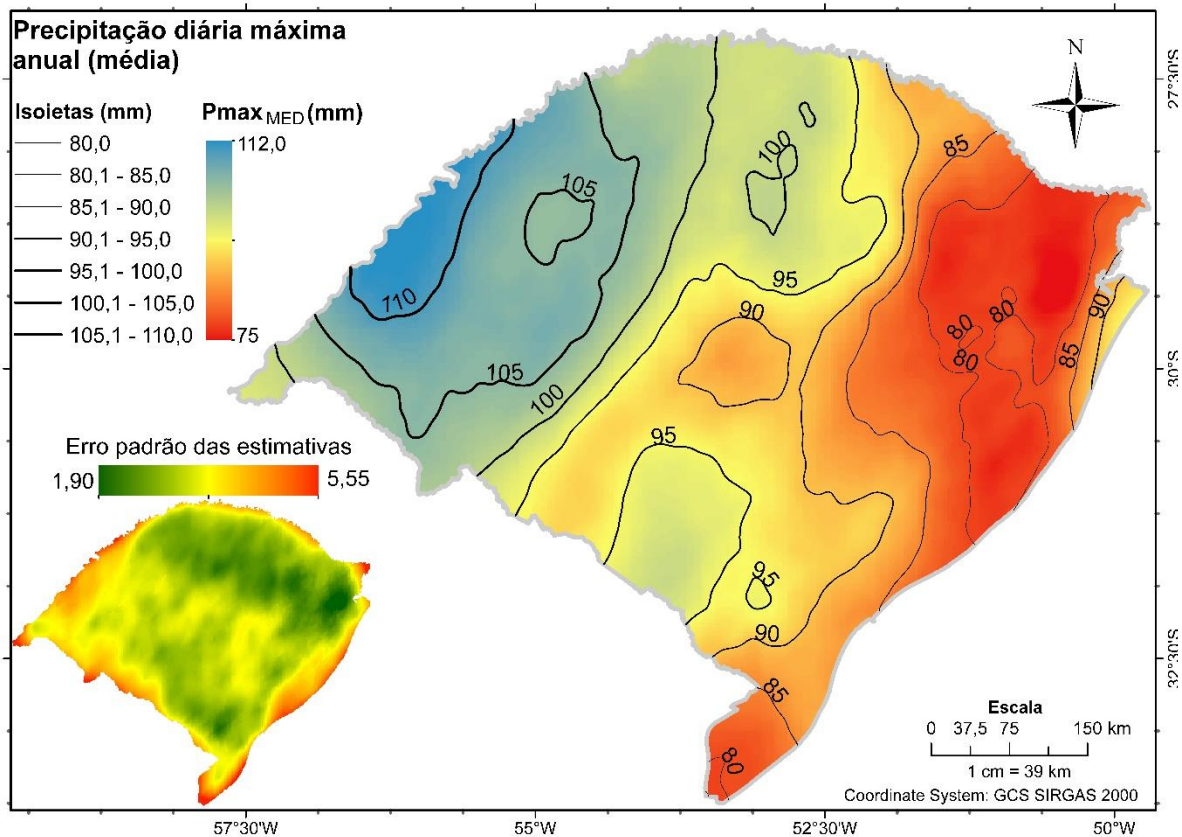 Precipitação diária máxima
anual (média)
Isoietas (mm)
80,0
80,1 - 85,0
85,1 - 90,0
90,1 - 95,0
95,1 - 100,0
100,1 - 105,0
105,1 - 110,0
Pmax MED (mm)
112,0
75
N
27°30'S
30°S
32°30'S
85
100
105
110
95
90
80
80
80
90
85
105
100
95
95
90
85
80
Erro padrão das estimativas
1,90
5,55
Escala
0 37,5 75 150 km
1 cm = 39 km
Coordinate System: GCS SIRGAS 2000
57°30'W
55°W
52°30'W
50°W